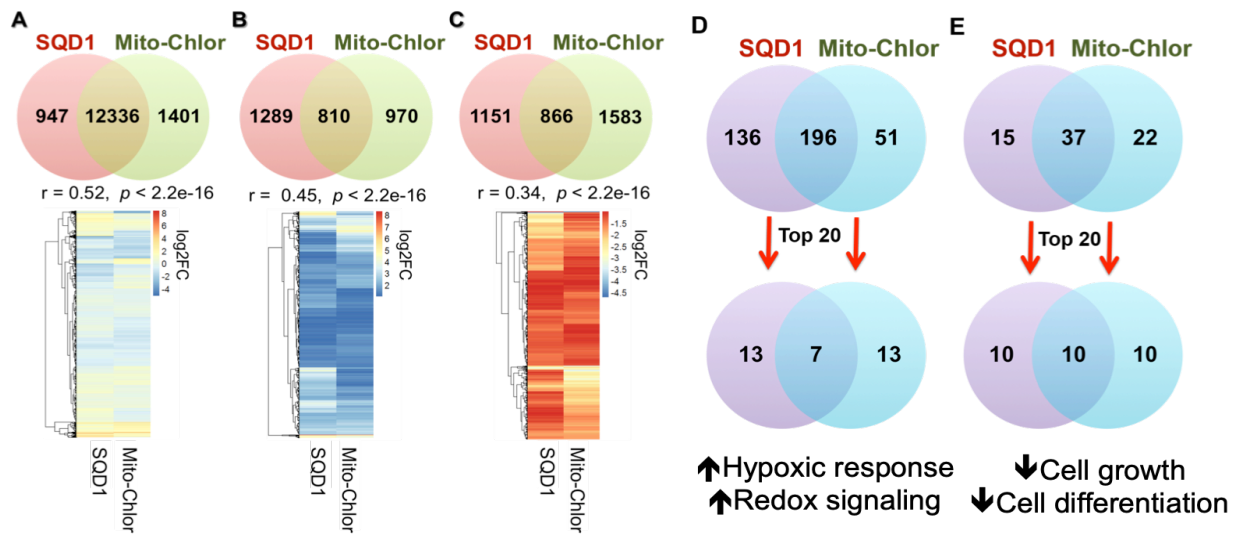 A
SQD1 Mito-Chlor
947 12336 1401
r = 0.52, p < 2.2e-16
8
6
4
2
0
-2
-4
log2FC
SQD1
Mito-Chlor
B
SQD1 Mito-Chlor
1289 810 970
r = 0.45, p < 2.2e-16
8
7
6
5
4
3
2
log2FC
SQD1
Mito-Chlor
C
SQD1 Mito-Chlor
1151 866 1583
r = 0.34, p < 2.2e-16
-1.5
-2
-2.5
-3
-3.5
-4
-4.5
log2FC
SQD1
Mito-Chlor
D
SQD1 Mito-Chlor
136 196 51
Top 20
13 7 13
Hypoxic response
Redox signaling
E
SQD1 Mito-Chlor
15 37 22
Top 20
10 10 10
Cell growth
Cell differentiation